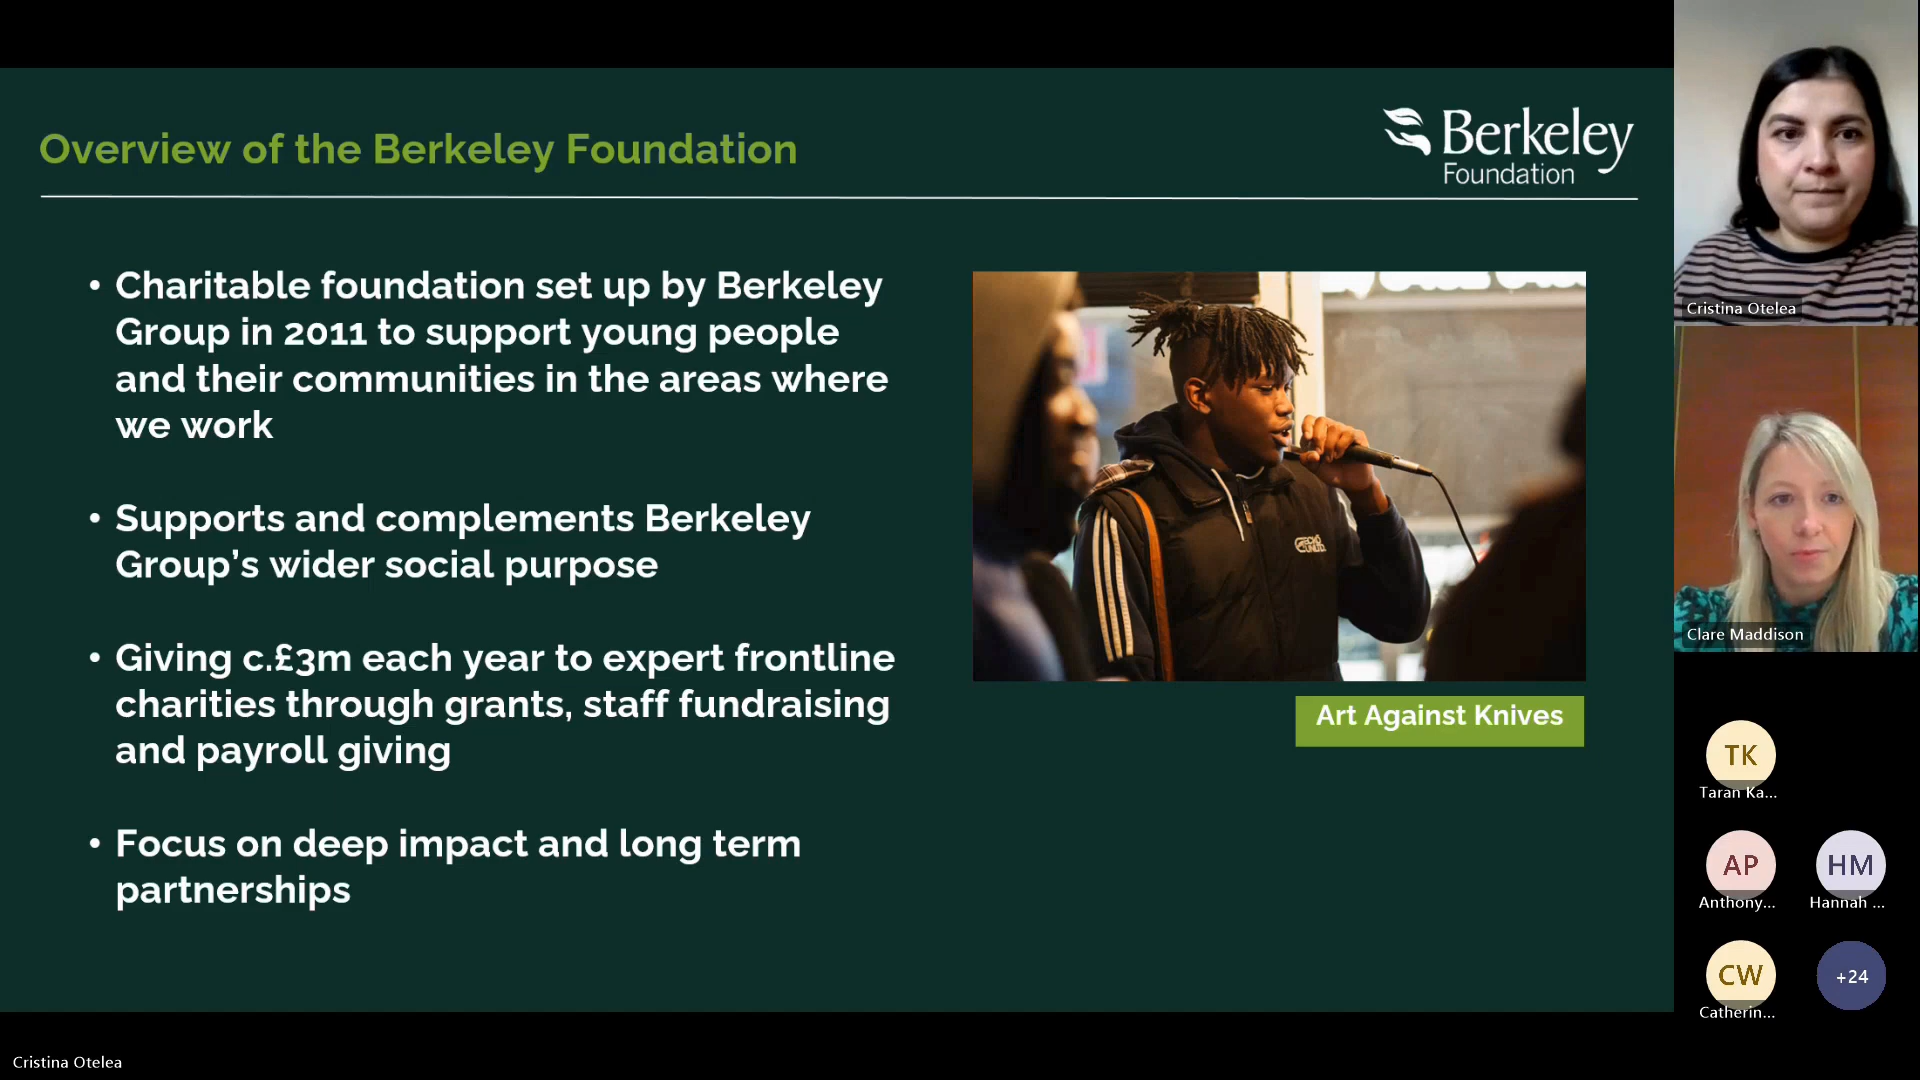 Overview of the Berkeley Foundation
Berkeley
Foundation
• Charitable foundation set up by Berkeley
Group in 2011 to support young people
and their communities in the areas where
we work
• Supports and complements Berkeley
Group's wider social purpose
• Giving c.£3m each year to expert frontline
charities through grants, staff fundraising
and payroll giving
• Focus on deep impact and long term
partnerships
ECKO
UNLTD.
Art Against Knives
Cristina Otelea
Clare Maddison
TK
Taran Ka...
AP
Anthony...
HM
Hannah ...
CW
Catherin...
+24
Cristina Otelea